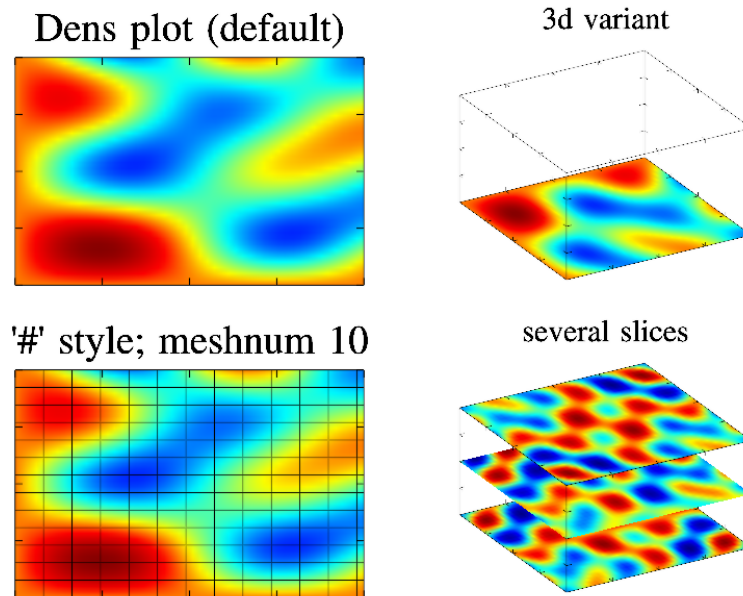 Dens plot (default)
3d variant
'#' style; meshnum 10
several slices